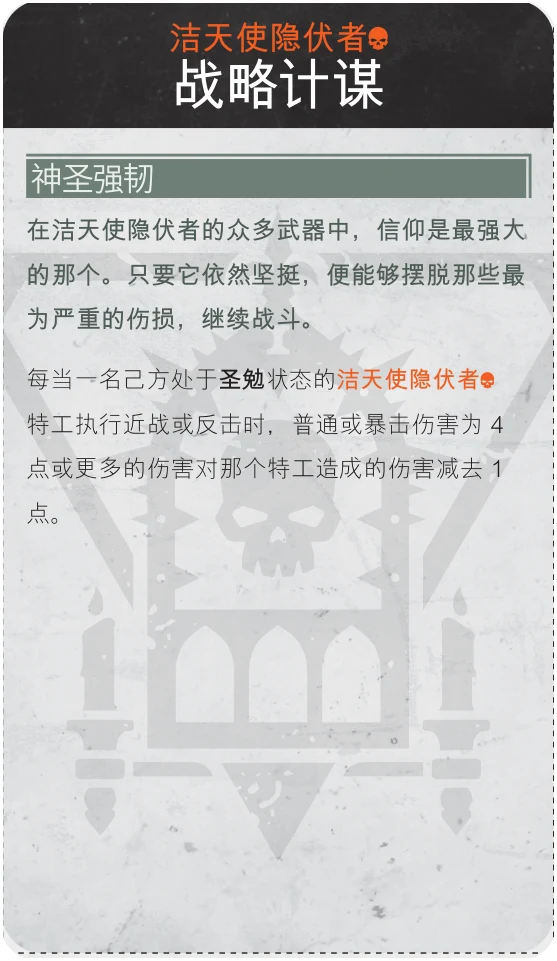 洁天使隐伏者
战略计谋
神圣强韧
在洁天使隐伏者的众多武器中，信仰是最强大
的那个。只要它依然坚挺，便能够摆脱那些最
为严重的伤损，继续战斗。
每当一名己方处于圣勉状态的洁天使隐伏者
特工执行近战或反击时，普通或暴击伤害为 4
点或更多的伤害对那个特工造成的伤害减去 1
点。